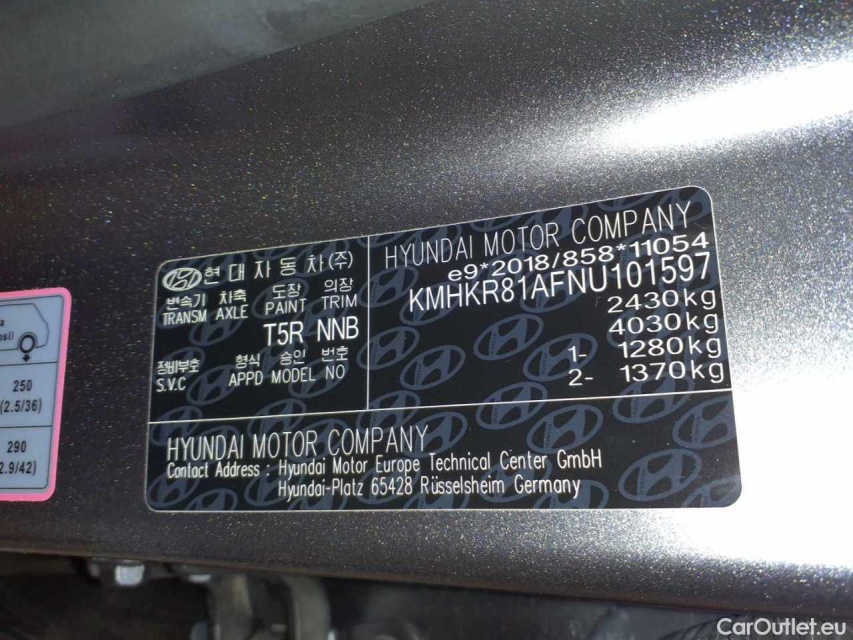 현대자동차(주)
변속기 차축 도장 의장
TRANSM AXLE PAINT TRIM
T5R NNB
정비부호 형식 승인 번호
S.V.C APPD MODEL NO
HYUNDAI MOTOR COMPANY
e9*2018/858*11054
KMHKR81AFNU101597
2430kg
4030kg
1- 1280kg
2- 1370kg
HYUNDAI MOTOR COMPANY
Contact Address : Hyundai Motor Europe Technical Center GmbH
Hyundai-Platz 65428 Rüsselsheim Germany
250
(2.5/36)
290
2.9/42)
CarOutlet.eu